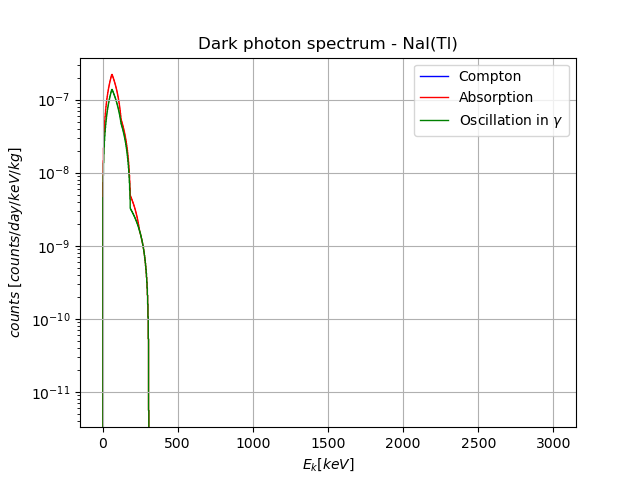 Dark photon spectrum - NaI(Tl)
Compton
Absorption
Oscillation in γ
counts [counts/day/keV/kg]
10⁻⁷
10⁻⁸
10⁻⁹
10⁻¹⁰
10⁻¹¹
0 500 1000 1500 2000 2500 3000
Eₖ[keV]